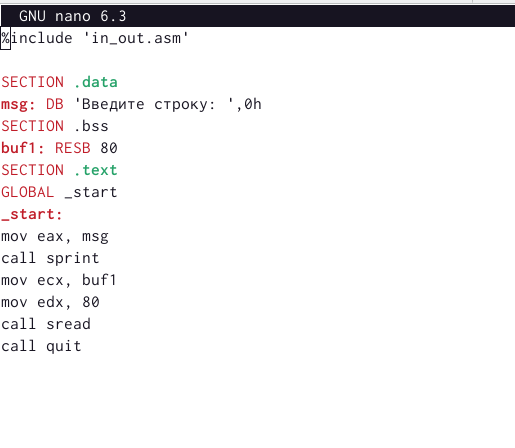 GNU nano 6.3
%include 'in_out.asm'
SECTION .data
msg: DB 'Введите строку: ',0h
SECTION .bss
buf1: RESB 80
SECTION .text
GLOBAL _start
_start:
mov eax, msg
call sprint
mov ecx, buf1
mov edx, 80
call sread
call quit